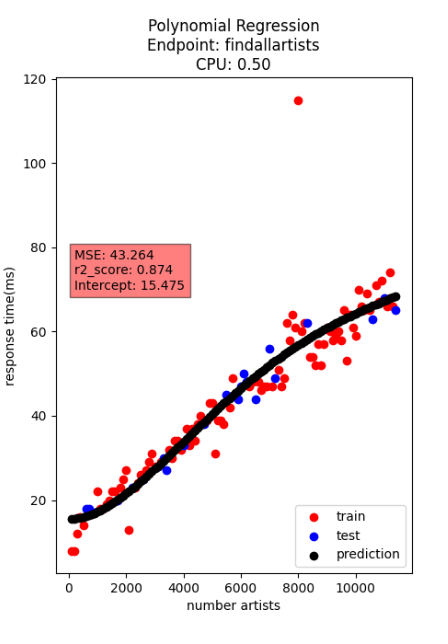 Polynomial Regression
Endpoint: findallartists
CPU: 0.50
120
100
80
60
40
20
response time(ms)
MSE: 43.264
r2_score: 0.874
Intercept: 15.475
train
test
prediction
0 2000 4000 6000 8000 10000
number artists